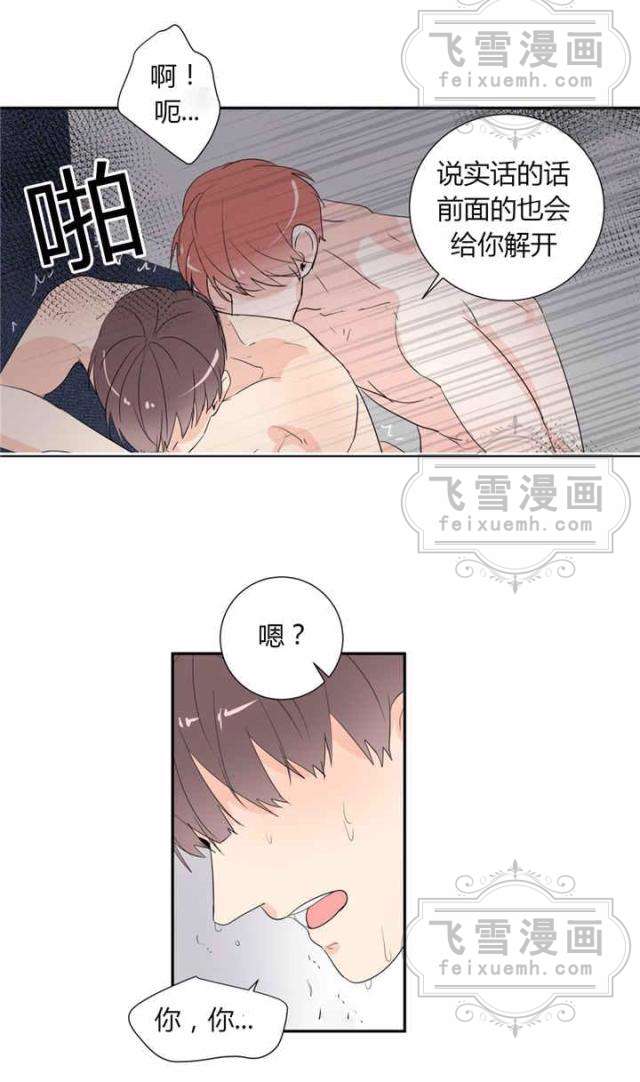 飞雪漫画
feixuemh.com
啊！
呃...
说实话的话
前面的也会
给你解开
啪
飞雪漫画
feixuemh.com
嗯？
飞雪漫画
feixuemh.com
你，你...